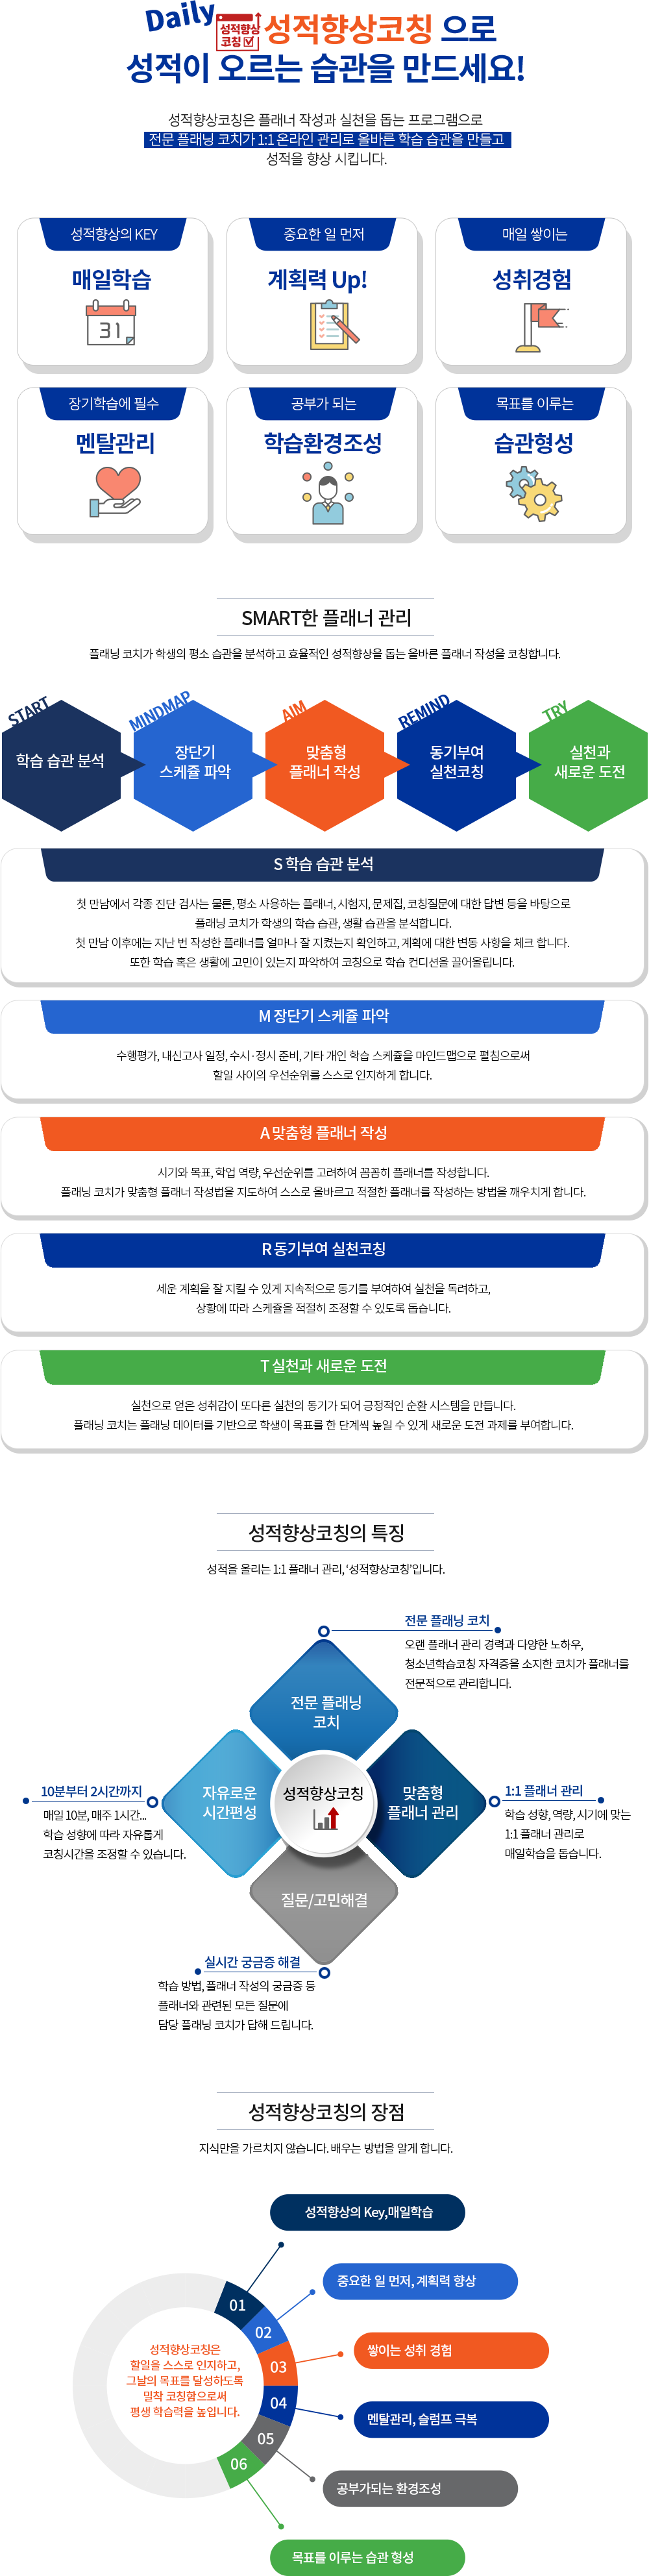 Daily
성적향상
코칭
성적향상코칭 으로
성적이 오르는 습관을 만드세요!
성적향상코칭은 플래너 작성과 실천을 돕는 프로그램으로
전문 플래닝 코치가 1:1 온라인 관리로 올바른 학습 습관을 만들고
성적을 향상 시킵니다.
성적향상의 KEY
매일학습
31
중요한 일 먼저
계획력 Up!
매일 쌓이는
성취경험
장기학습에 필수
멘탈관리
공부가 되는
학습환경조성
목표를 이루는
습관형성
SMART한 플래너 관리
플래닝 코치가 학생의 평소 습관을 분석하고 효율적인 성적향상을 돕는 올바른 플래너 작성을 코칭합니다.
START
학습 습관 분석
MINDMAP
장단기
스케쥴 파악
AIM
맞춤형
플래너 작성
REMIND
동기부여
실천코칭
TRY
실천과
새로운 도전
S 학습 습관 분석
첫 만남에서 각종 진단 검사는 물론, 평소 사용하는 플래너, 시험지, 문제집, 코칭질문에 대한 답변 등을 바탕으로
플래닝 코치가 학생의 학습 습관, 생활 습관을 분석합니다.
첫 만남 이후에는 지난 번 작성한 플래너를 얼마나 잘 지켰는지 확인하고, 계획에 대한 변동 사항을 체크 합니다.
또한 학습 혹은 생활에 고민이 있는지 파악하여 코칭으로 학습 컨디션을 끌어올립니다.
M 장단기 스케쥴 파악
수행평가, 내신고사 일정, 수시·정시 준비, 기타 개인 학습 스케쥴을 마인드맵으로 펼침으로써
할일 사이의 우선순위를 스스로 인지하게 합니다.
A 맞춤형 플래너 작성
시기와 목표, 학업 역량, 우선순위를 고려하여 꼼꼼히 플래너를 작성합니다.
플래닝 코치가 맞춤형 플래너 작성법을 지도하여 스스로 올바르고 적절한 플래너를 작성하는 방법을 깨우치게 합니다.
R 동기부여 실천코칭
세운 계획을 잘 지킬 수 있게 지속적으로 동기를 부여하여 실천을 독려하고,
상황에 따라 스케쥴을 적절히 조정할 수 있도록 돕습니다.
T 실천과 새로운 도전
실천으로 얻은 성취감이 또다른 실천의 동기가 되어 긍정적인 순환 시스템을 만듭니다.
플래닝 코치는 플래닝 데이터를 기반으로 학생이 목표를 한 단계씩 높일 수 있게 새로운 도전 과제를 부여합니다.
성적향상코칭의 특징
성적을 올리는 1:1 플래너 관리, ‘성적향상코칭’입니다.
전문 플래닝 코치
오랜 플래너 관리 경력과 다양한 노하우,
청소년학습코칭 자격증을 소지한 코치가 플래너를
전문적으로 관리합니다.
전문 플래닝
코치
10분부터 2시간까지
매일 10분, 매주 1시간...
학습 성향에 따라 자유롭게
코칭시간을 조정할 수 있습니다.
자유로운
시간편성
성적향상코칭
맞춤형
플래너 관리
1:1 플래너 관리
학습 성향, 역량, 시기에 맞는
1:1 플래너 관리로
매일학습을 돕습니다.
질문/고민해결
실시간 궁금증 해결
학습 방법, 플래너 작성의 궁금증 등
플래너와 관련된 모든 질문에
담당 플래닝 코치가 답해 드립니다.
성적향상코칭의 장점
지식만을 가르치지 않습니다. 배우는 방법을 알게 합니다.
성적향상의 Key,매일학습
중요한 일 먼저, 계획력 향상
쌓이는 성취 경험
멘탈관리, 슬럼프 극복
공부가되는 환경조성
목표를 이루는 습관 형성
01
02
03
04
05
06
성적향상코칭은
할일을 스스로 인지하고,
그날의 목표를 달성하도록
밀착 코칭함으로써
평생 학습력을 높입니다.